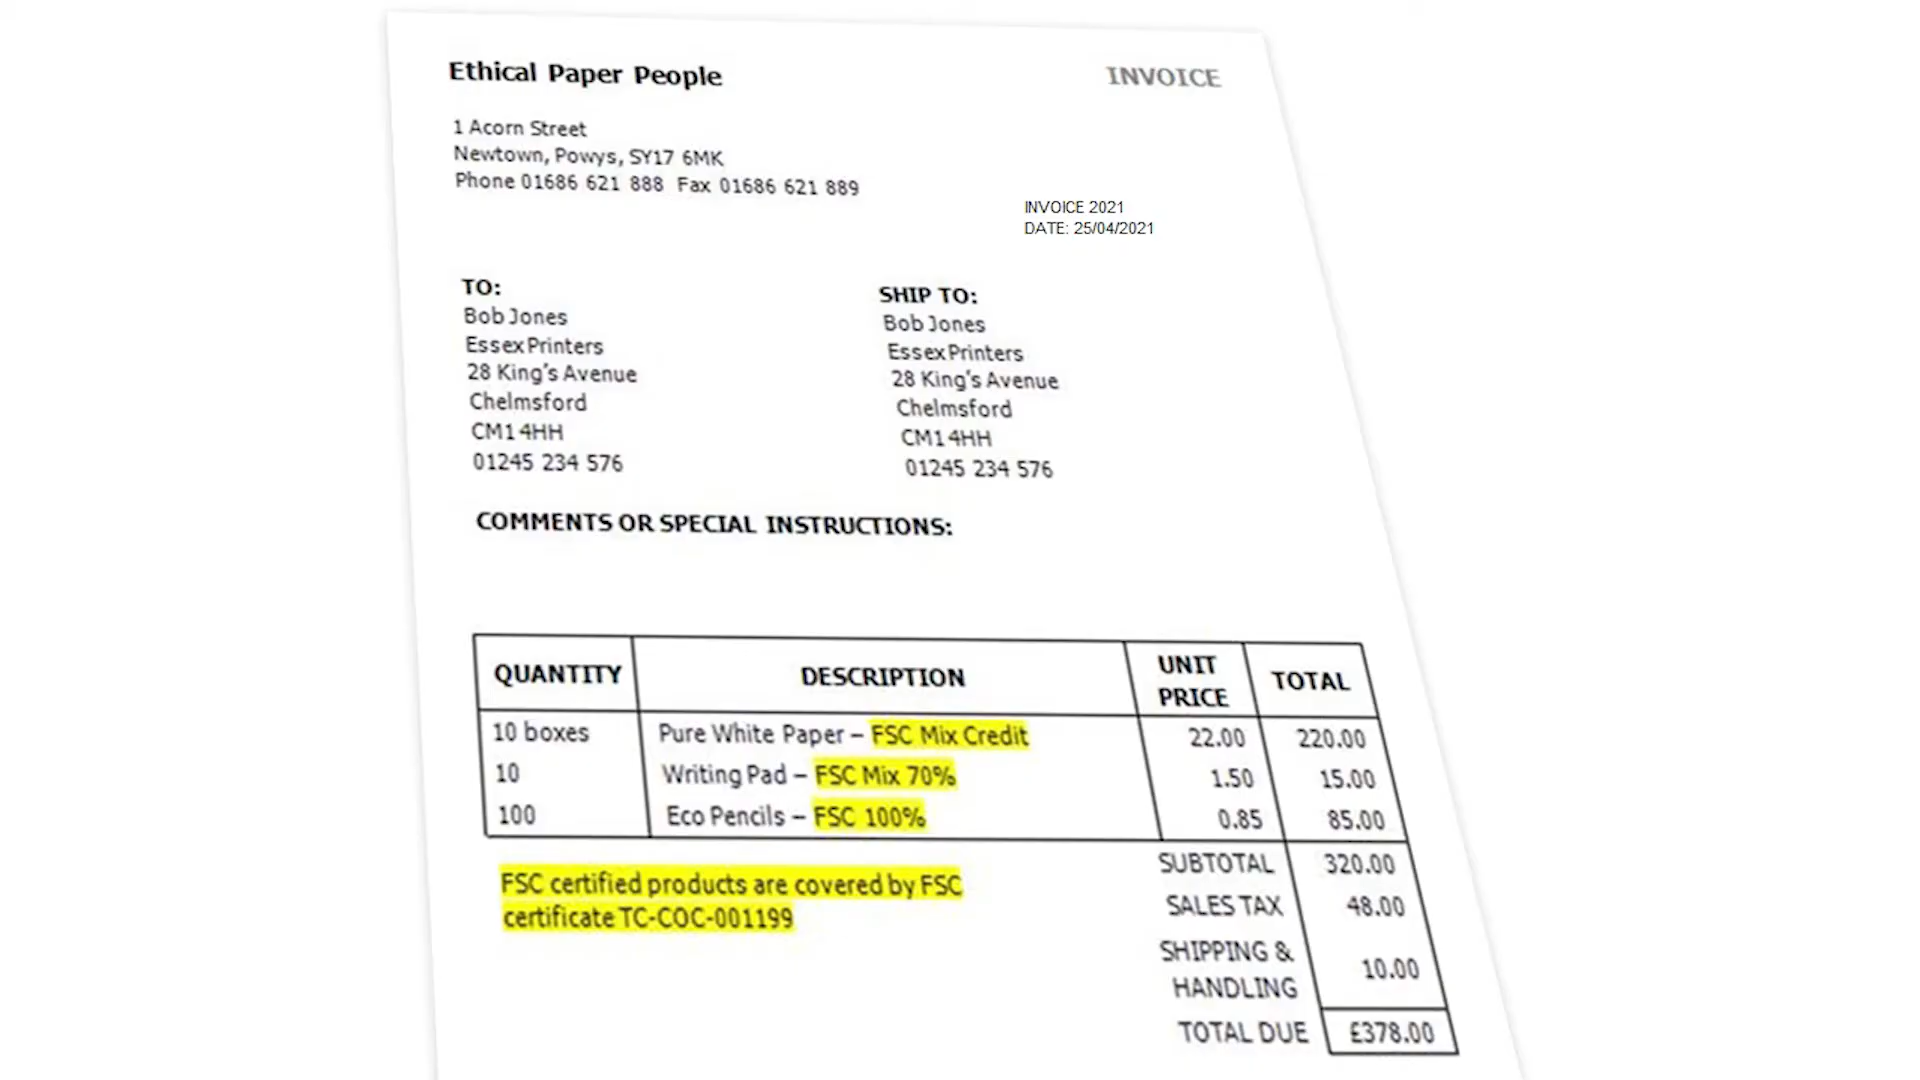 Ethical Paper People
INVOICE
1 Acorn Street
Newtown, Powys, SY17 6MK
Phone 01686 621 888 Fax 01686 621 889
INVOICE 2021
DATE: 25/04/2021
TO:
Bob Jones
Essex Printers
28 King's Avenue
Chelmsford
CM1 4HH
01245 234 576
SHIP TO:
Bob Jones
Essex Printers
28 King's Avenue
Chelmsford
CM1 4HH
01245 234 576
COMMENTS OR SPECIAL INSTRUCTIONS:
QUANTITY DESCRIPTION UNIT PRICE TOTAL
10 boxes Pure White Paper – FSC Mix Credit 22.00 220.00
10 Writing Pad – FSC Mix 70% 1.50 15.00
100 Eco Pencils – FSC 100% 0.85 85.00
FSC certified products are covered by FSC
certificate TC-COC-001199
SUBTOTAL 320.00
SALES TAX 48.00
SHIPPING & HANDLING 10.00
TOTAL DUE £378.00